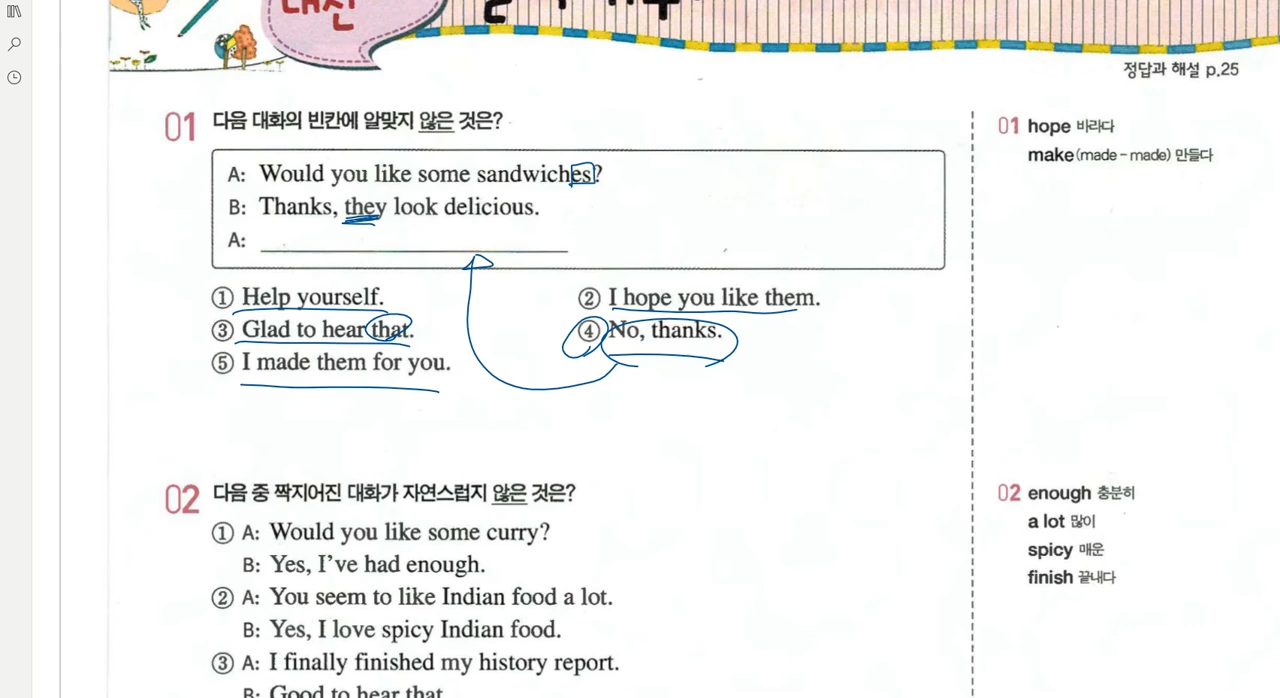 대신
정답과 해설 p.25
01 다음 대화의 빈칸에 알맞지 않은 것은?
A: Would you like some sandwiches?
B: Thanks, they look delicious.
A:
① Help yourself.
② I hope you like them.
③ Glad to hear that.
④ No, thanks.
⑤ I made them for you.
01 hope 바라다
make(made-made) 만들다
02 다음 중 짝지어진 대화가 자연스럽지 않은 것은?
① A: Would you like some curry?
B: Yes, I've had enough.
② A: You seem to like Indian food a lot.
B: Yes, I love spicy Indian food.
③ A: I finally finished my history report.
B: Good to hear that
02 enough 충분히
a lot 많이
spicy 매운
finish 끝내다